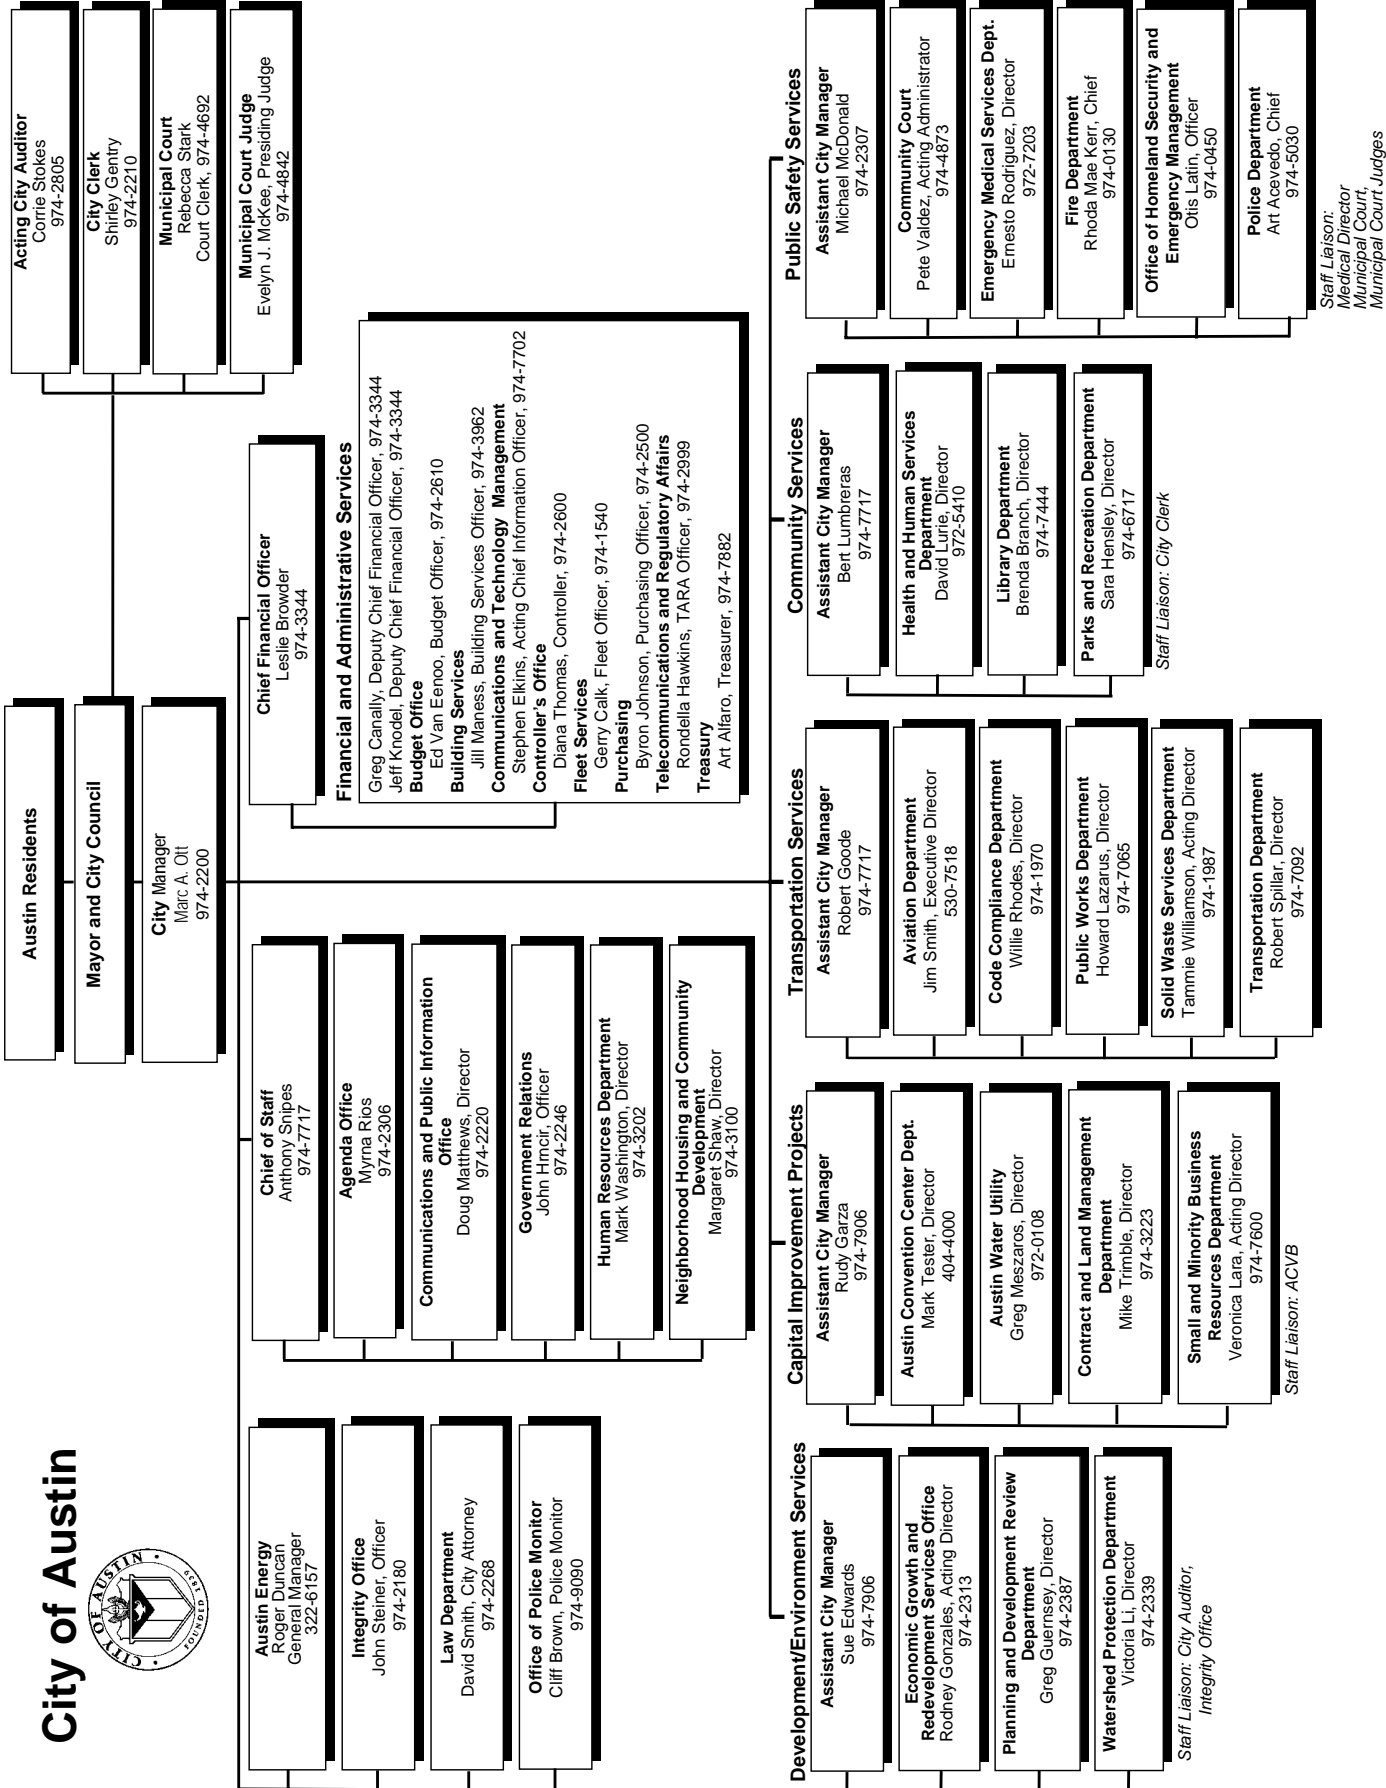 City of Austin
CITY OF AUSTIN
FOUNDED 1839
Austin Residents
Mayor and City Council
City Manager
Marc A. Ott
974-2200
Acting City Auditor
Corrie Stokes
974-2805
City Clerk
Shirley Gentry
974-2210
Municipal Court
Rebecca Stark
Court Clerk, 974-4692
Municipal Court Judge
Evelyn J. McKee, Presiding Judge
974-4842
Austin Energy
Roger Duncan
General Manager
322-6157
Integrity Office
John Steiner, Officer
974-2180
Law Department
David Smith, City Attorney
974-2268
Office of Police Monitor
Cliff Brown, Police Monitor
974-9090
Chief of Staff
Anthony Snipes
974-7717
Agenda Office
Myrna Rios
974-2306
Communications and Public Information
Office
Doug Matthews, Director
974-2220
Government Relations
John Hrncir, Officer
974-2246
Human Resources Department
Mark Washington, Director
974-3202
Neighborhood Housing and Community
Development
Margaret Shaw, Director
974-3100
Chief Financial Officer
Leslie Browder
974-3344
Financial and Administrative Services
Greg Canally, Deputy Chief Financial Officer, 974-3344
Jeff Knodel, Deputy Chief Financial Officer, 974-3344
Budget Office
Ed Van Eenoo, Budget Officer, 974-2610
Building Services
Jill Maness, Building Services Officer, 974-3962
Communications and Technology Management
Stephen Elkins, Acting Chief Information Officer, 974-7702
Controller's Office
Diana Thomas, Controller, 974-2600
Fleet Services
Gerry Calk, Fleet Officer, 974-1540
Purchasing
Byron Johnson, Purchasing Officer, 974-2500
Telecommunications and Regulatory Affairs
Rondella Hawkins, TARA Officer, 974-2999
Treasury
Art Alfaro, Treasurer, 974-7882
Development/Environment Services
Assistant City Manager
Sue Edwards
974-7906
Economic Growth and
Redevelopment Services Office
Rodney Gonzales, Acting Director
974-2313
Planning and Development Review
Department
Greg Guernsey, Director
974-2387
Watershed Protection Department
Victoria Li, Director
974-2339
Staff Liaison: City Auditor,
Integrity Office
Capital Improvement Projects
Assistant City Manager
Rudy Garza
974-7906
Austin Convention Center Dept.
Mark Tester, Director
404-4000
Austin Water Utility
Greg Meszaros, Director
972-0108
Contract and Land Management
Department
Mike Trimble, Director
974-3223
Small and Minority Business
Resources Department
Veronica Lara, Acting Director
974-7600
Staff Liaison: ACVB
Transportation Services
Assistant City Manager
Robert Goode
974-7717
Aviation Department
Jim Smith, Executive Director
530-7518
Code Compliance Department
Willie Rhodes, Director
974-1970
Public Works Department
Howard Lazarus, Director
974-7065
Solid Waste Services Department
Tammie Williamson, Acting Director
974-1987
Transportation Department
Robert Spillar, Director
974-7092
Community Services
Assistant City Manager
Bert Lumbreras
974-7717
Health and Human Services
Department
David Lurie, Director
972-5410
Library Department
Brenda Branch, Director
974-7444
Parks and Recreation Department
Sara Hensley, Director
974-6717
Staff Liaison: City Clerk
Public Safety Services
Assistant City Manager
Michael McDonald
974-2307
Community Court
Pete Valdez, Acting Administrator
974-4873
Emergency Medical Services Dept.
Ernesto Rodriguez, Director
972-7203
Fire Department
Rhoda Mae Kerr, Chief
974-0130
Office of Homeland Security and
Emergency Management
Otis Latin, Officer
974-0450
Police Department
Art Acevedo, Chief
974-5030
Staff Liaison:
Medical Director
Municipal Court,
Municipal Court Judges